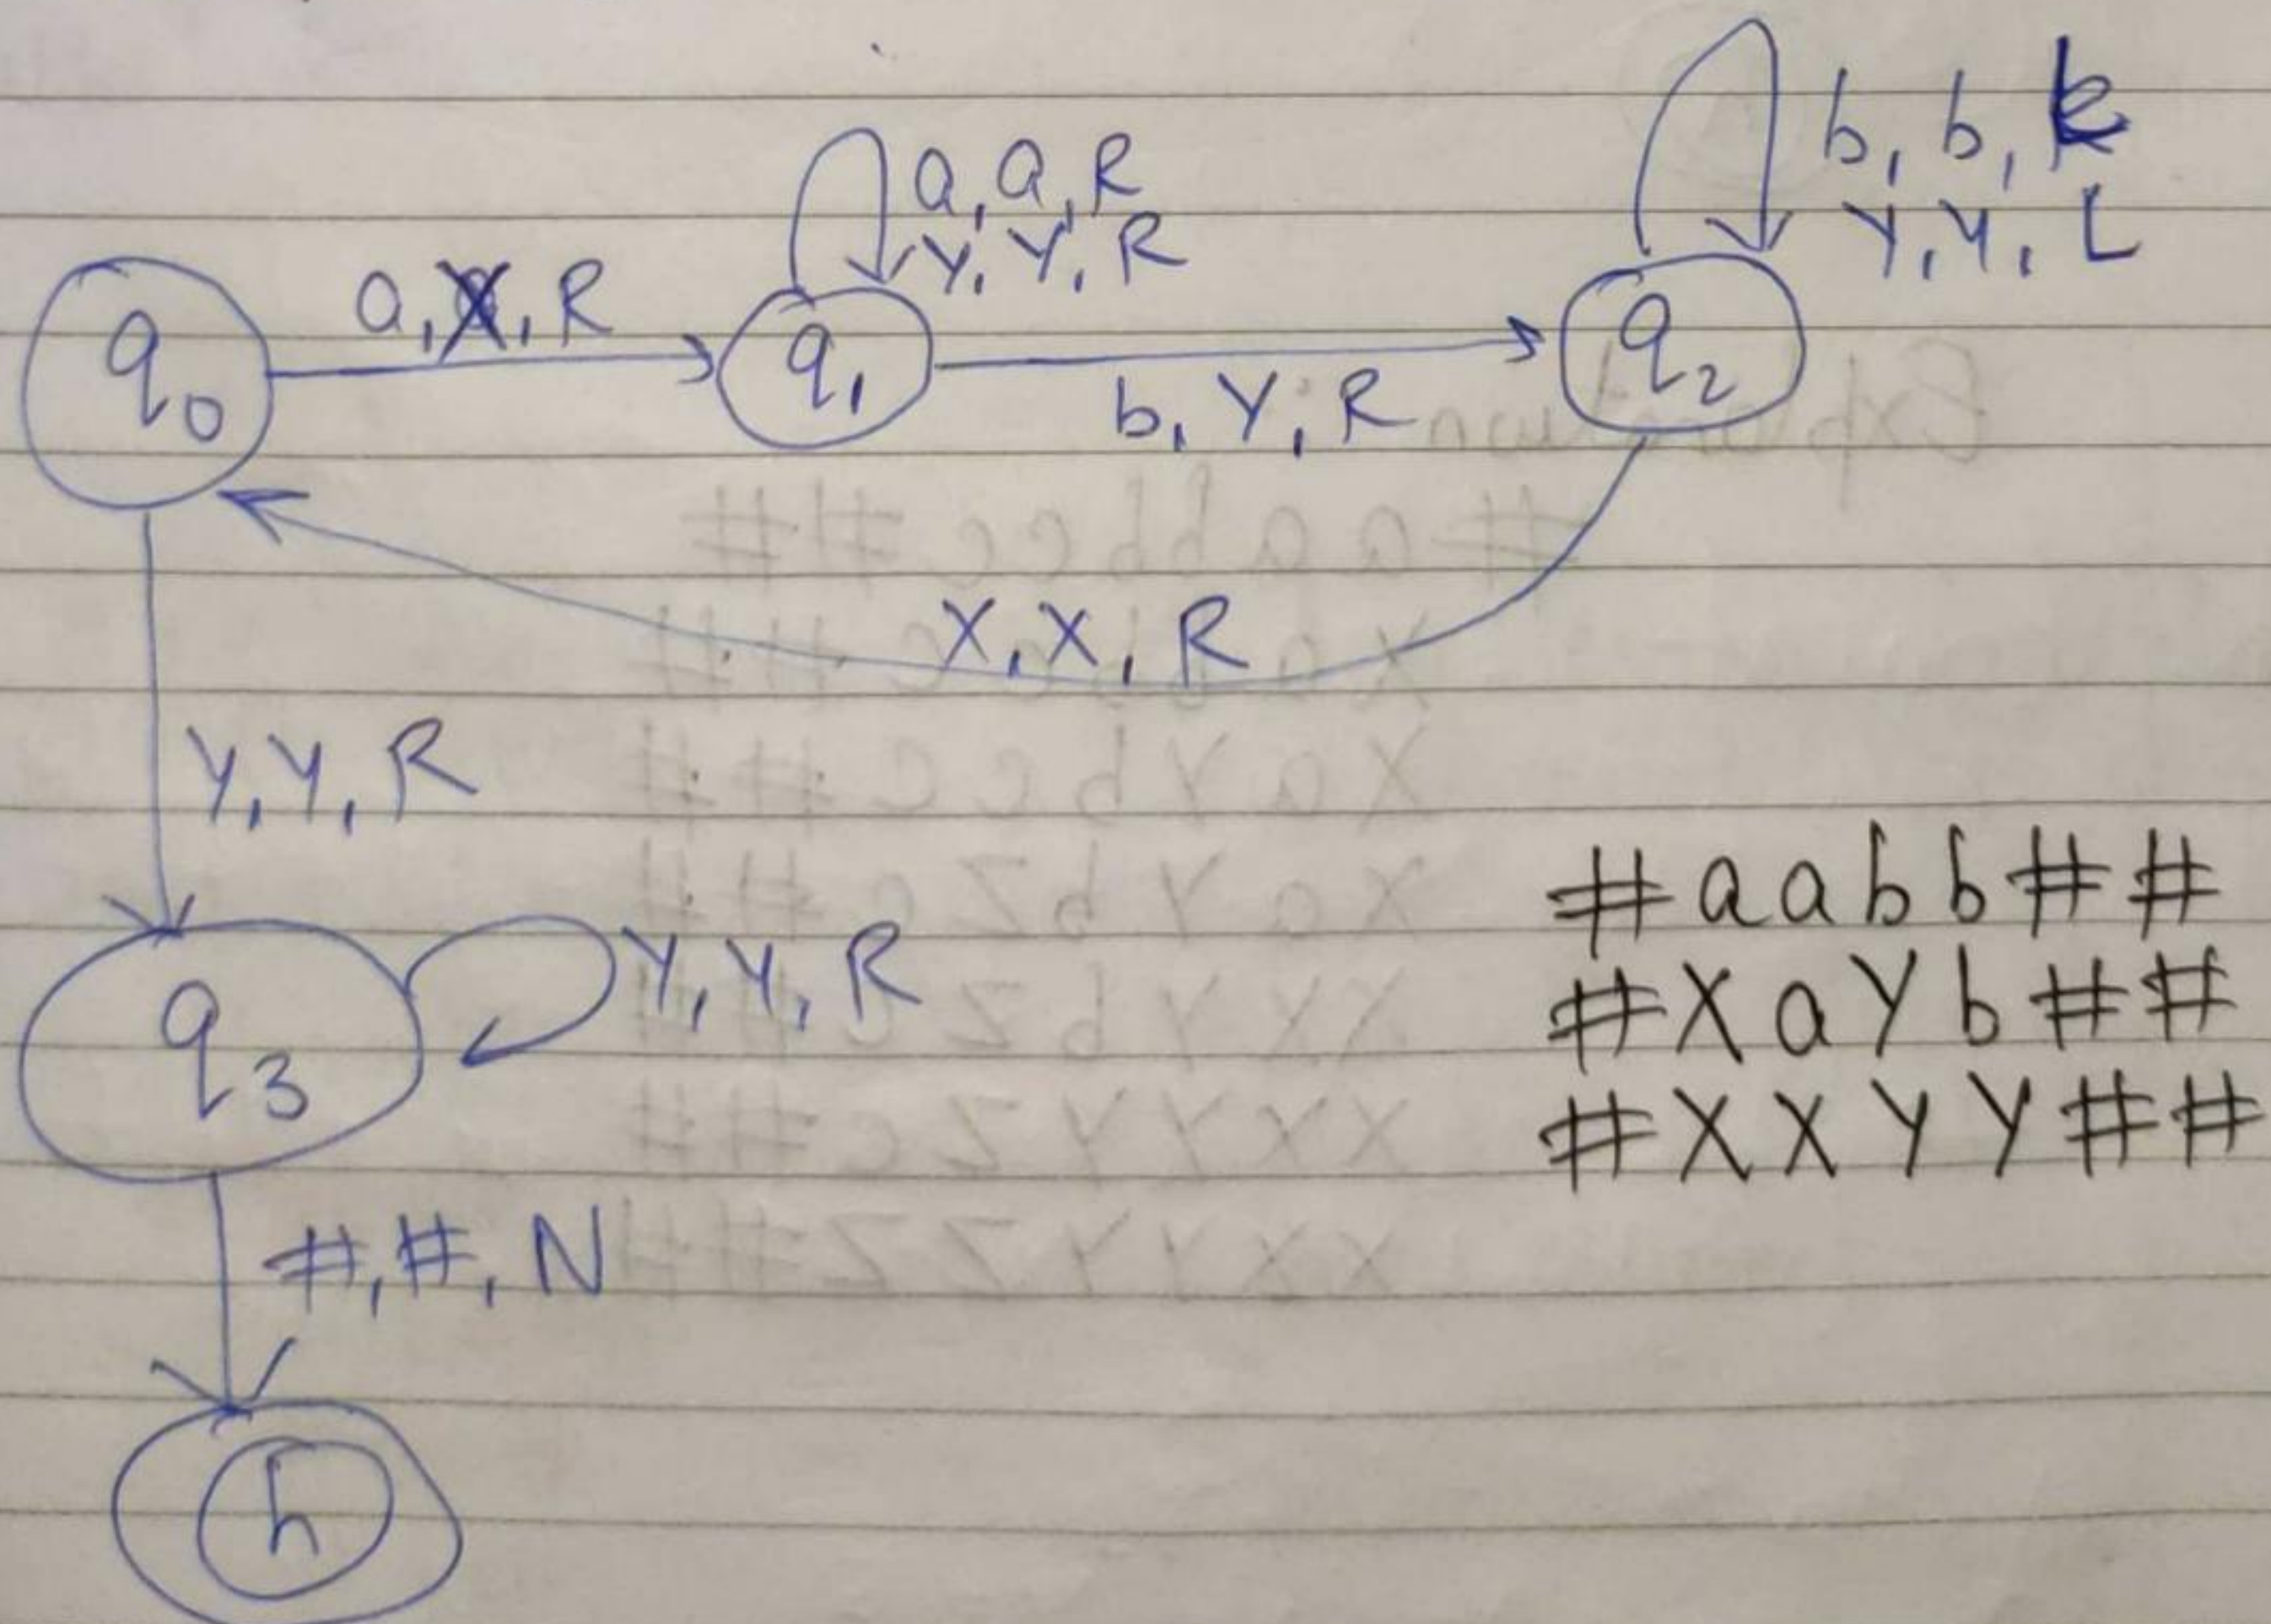 b, b, L
a, a, R
Y, Y, L
Y, Y, R
a, X, R
q0
q1
q2
b, Y, R
X, X, R
Y, Y, R
#aabb##
q3
Y, Y, R
#XaYb##
#XXYY##
#, #, N
h